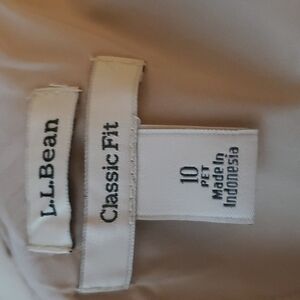 L.L.Bean
Classic Fit
10
PET
Made In
Indonesia